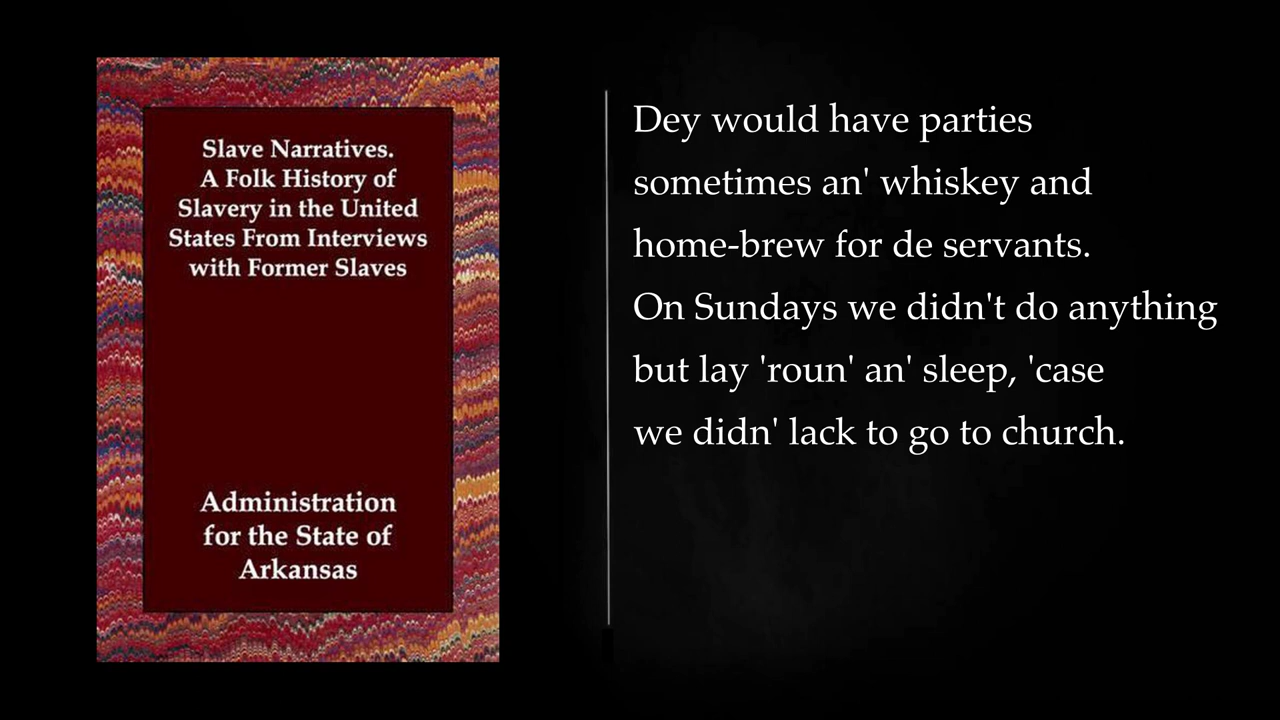 Slave Narratives.
A Folk History of
Slavery in the United
States From Interviews
with Former Slaves
Administration
for the State of
Arkansas
Dey would have parties
sometimes an' whiskey and
home-brew for de servants.
On Sundays we didn't do anything
but lay 'roun' an' sleep, 'case
we didn' lack to go to church.